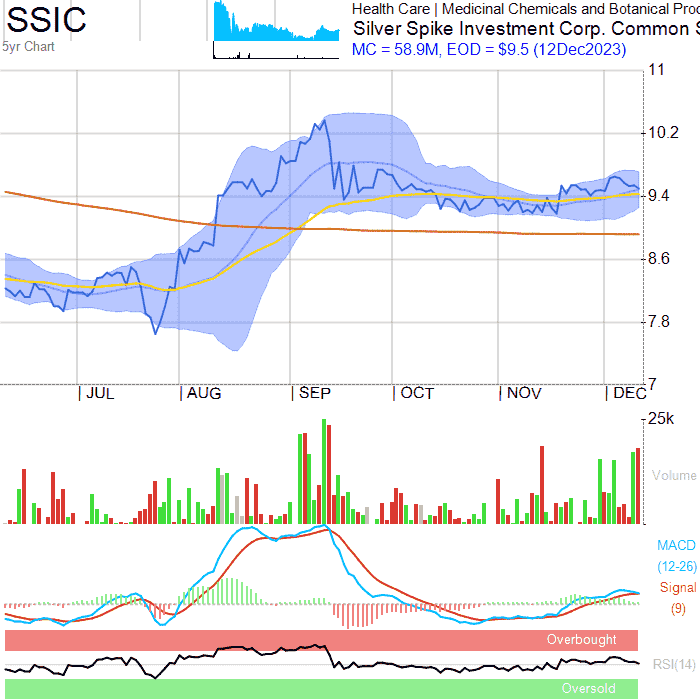 SSIC
5yr Chart
Health Care | Medicinal Chemicals and Botanical
Silver Spike Investment Corp. Common
MC = 58.9M, EOD = $9.5 (12Dec2023)
11
10.2
9.4
8.6
7.8
7
| JUL | AUG | SEP | OCT | NOV | DEC
25k
Volume
MACD
(12-26)
Signal
(9)
Overbought
RSI(14)
Oversold